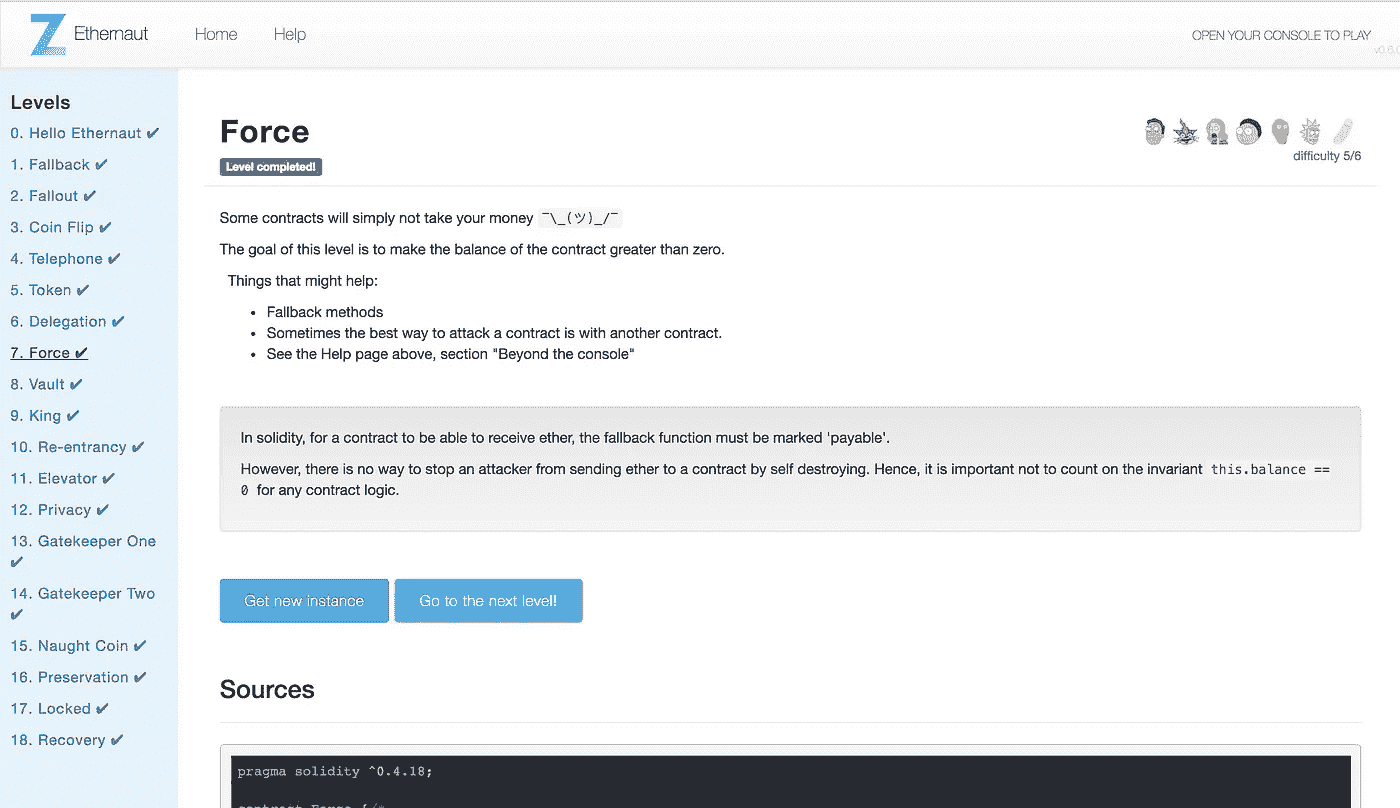 Ethernaut
Home
Help
OPEN YOUR CONSOLE TO PLAY
Levels
0. Hello Ethernaut ✔
1. Fallback ✔
2. Fallout ✔
3. Coin Flip ✔
4. Telephone ✔
5. Token ✔
6. Delegation ✔
7. Force ✔
8. Vault ✔
9. King ✔
10. Re-entrancy ✔
11. Elevator ✔
12. Privacy ✔
13. Gatekeeper One
✔
14. Gatekeeper Two
✔
15. Naught Coin ✔
16. Preservation ✔
17. Locked ✔
18. Recovery ✔
Force
Level completed!
difficulty 5/6
Some contracts will simply not take your money ¯\_(ツ)_/¯
The goal of this level is to make the balance of the contract greater than zero.
Things that might help:
• Fallback methods
• Sometimes the best way to attack a contract is with another contract.
• See the Help page above, section "Beyond the console"
In solidity, for a contract to be able to receive ether, the fallback function must be marked 'payable'.
However, there is no way to stop an attacker from sending ether to a contract by self destroying. Hence, it is important not to count on the invariant this.balance ==
0 for any contract logic.
Get new instance
Go to the next level!
Sources
pragma solidity ^0.4.18;